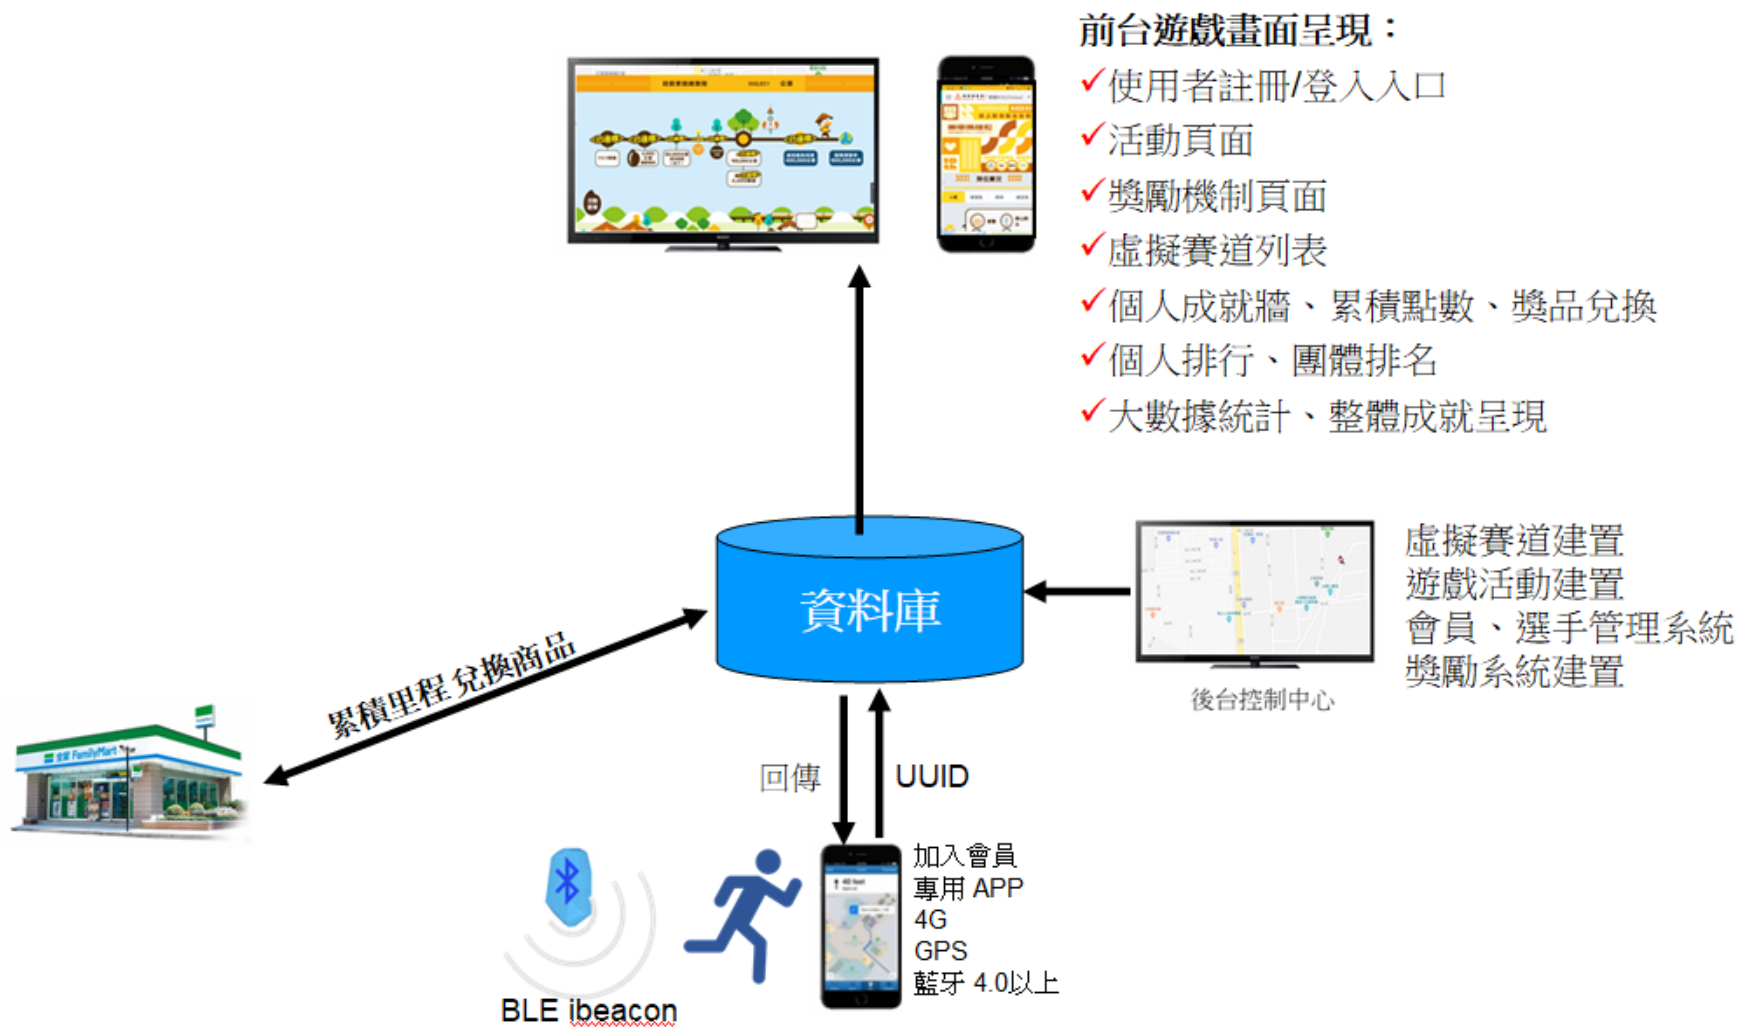 前台遊戲畫面呈現：
✓使用者註冊/登入入口
✓活動頁面
✓獎勵機制頁面
✓虛擬賽道列表
✓個人成就牆、累積點數、獎品兌換
✓個人排行、團體排名
✓大數據統計、整體成就呈現
資料庫
虛擬賽道建置
遊戲活動建置
會員、選手管理系統
獎勵系統建置
後台控制中心
累積里程 兌換商品
全家 FamilyMart
回傳
UUID
加入會員
專用 APP
4G
GPS
藍牙 4.0以上
BLE ibeacon